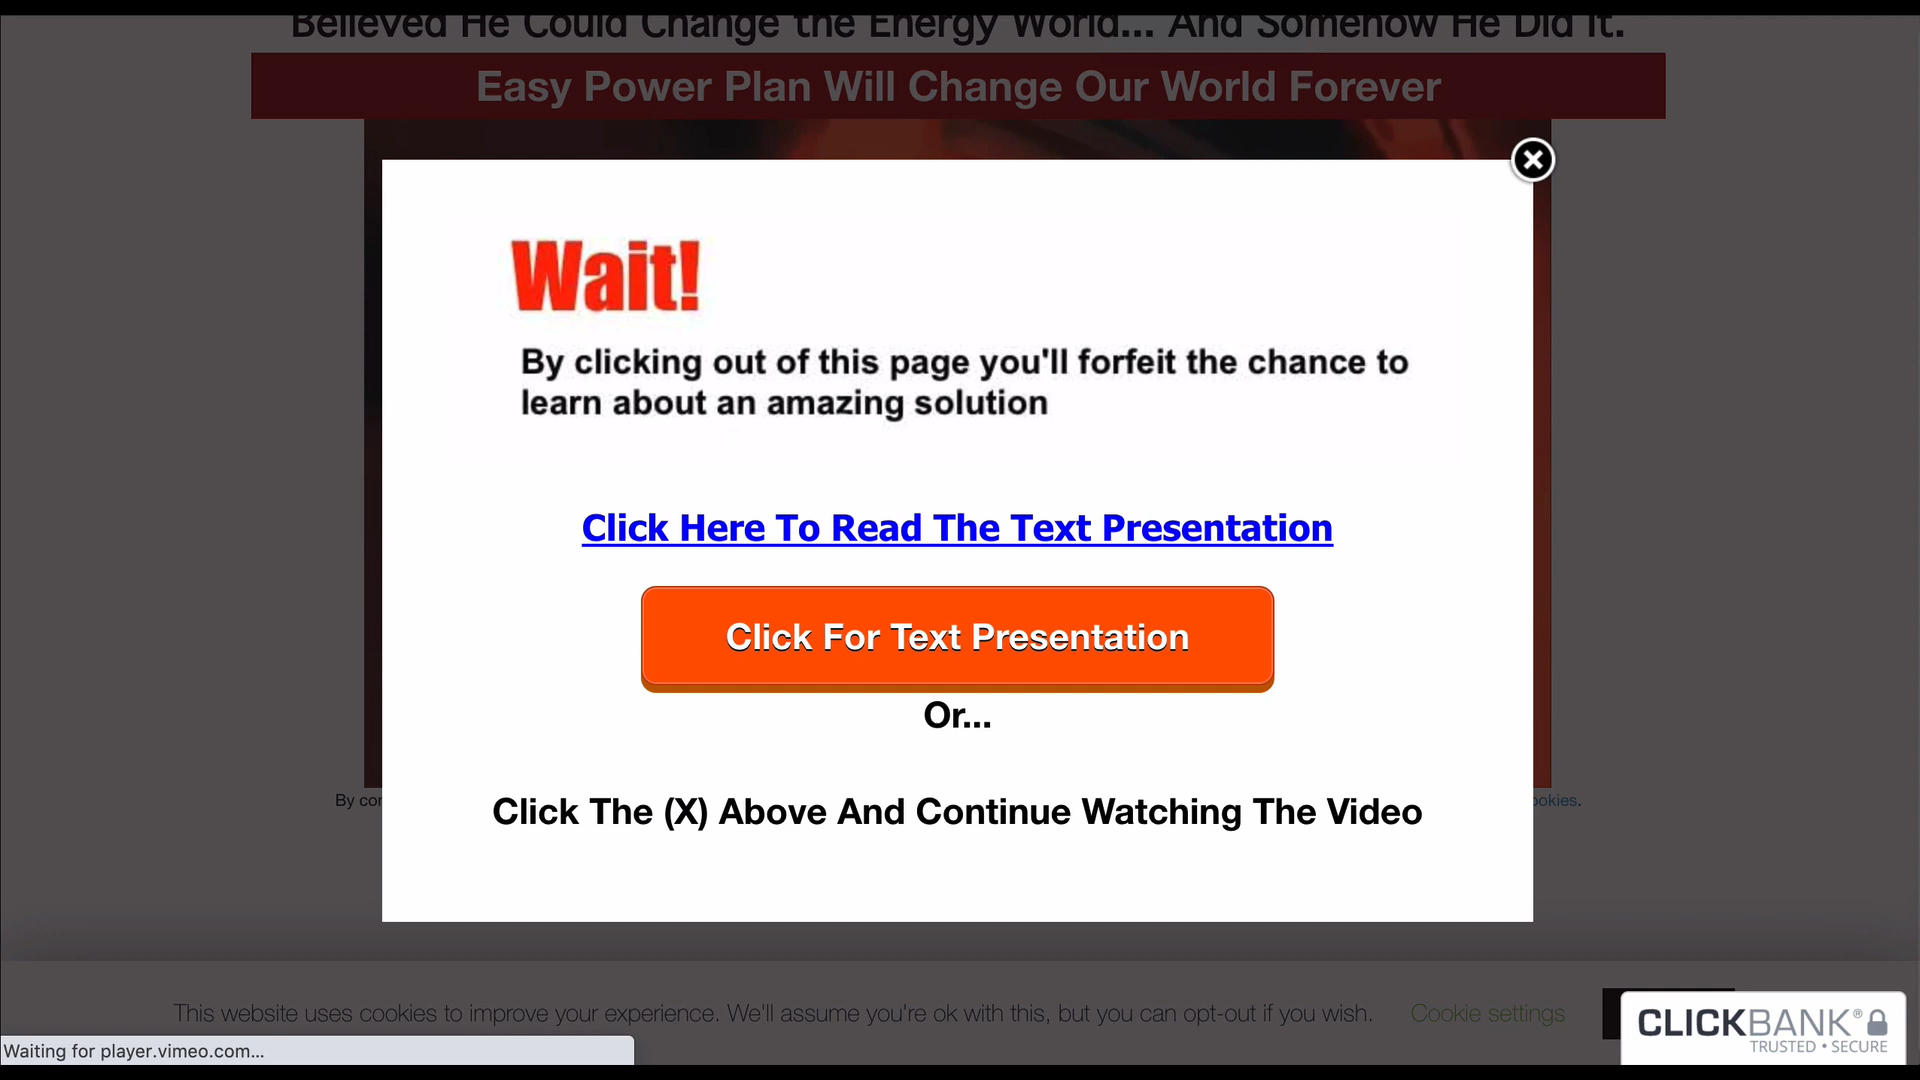 Believed He Could Change the Energy World... And Somehow He Did It.
Easy Power Plan Will Change Our World Forever
Wait!
By clicking out of this page you'll forfeit the chance to
learn about an amazing solution
Click Here To Read The Text Presentation
Click For Text Presentation
Or...
By
Click The (X) Above And Continue Watching The Video
This website uses cookies to improve your experience. We'll assume you're ok with this, but you can opt-out if you wish.
Cookie settings
CLICKBANK®
TRUSTED • SECURE
Waiting for player.vimeo.com...